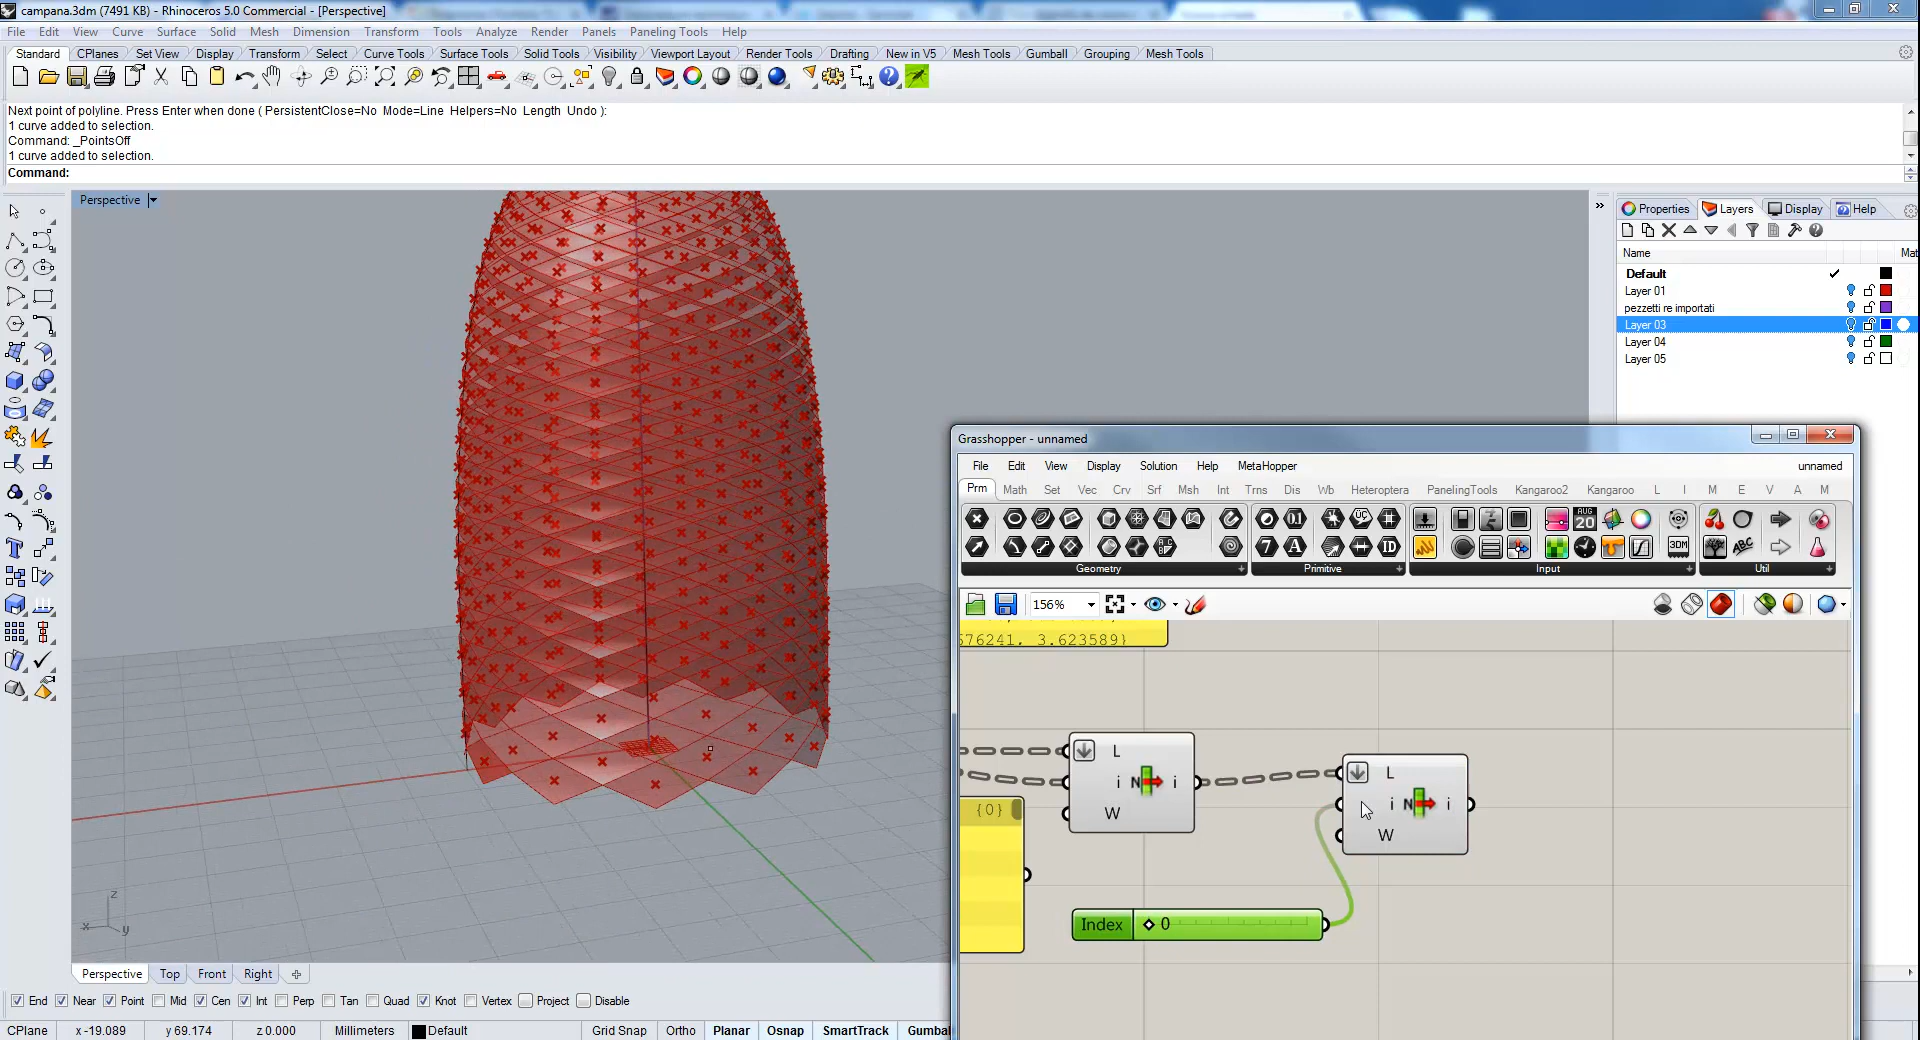 campana.3dm (7491 KB) - Rhinoceros 5.0 Commercial - [Perspective]
File Edit View Curve Surface Solid Mesh Dimension Transform Tools Analyze Render Panels Paneling Tools Help
Standard CPlanes Set View Display Transform Select Curve Tools Surface Tools Solid Tools Visibility Viewport Layout Render Tools Drafting New in V5 Mesh Tools Gumball Grouping Mesh Tools
Next point of polyline. Press Enter when done ( PersistentClose=No Mode=Line Helpers=No Length Undo ):
1 curve added to selection.
Command: _PointsOff
1 curve added to selection.
Command:
Perspective
Properties Layers Display Help
Name Mat
Default
Layer 01
pezzetti re importati
Layer 03
Layer 04
Layer 05
Grasshopper - unnamed
File Edit View Display Solution Help MetaHopper unnamed
Prm Math Set Vec Crv Srf Msh Int Trns Dis Wb Heteroptera PanelingTools Kangaroo2 Kangaroo L I M E V A M
Geometry Primitive Input Util
156%
576241, 3.623589}
L
i N i
W
L
i N i
W
{0}
Index 0
z
x y
Perspective Top Front Right
End Near Point Mid Cen Int Perp Tan Quad Knot Vertex Project Disable
CPlane x -19.089 y 69.174 z 0.000 Millimeters Default Grid Snap Ortho Planar Osnap SmartTrack Gumbal